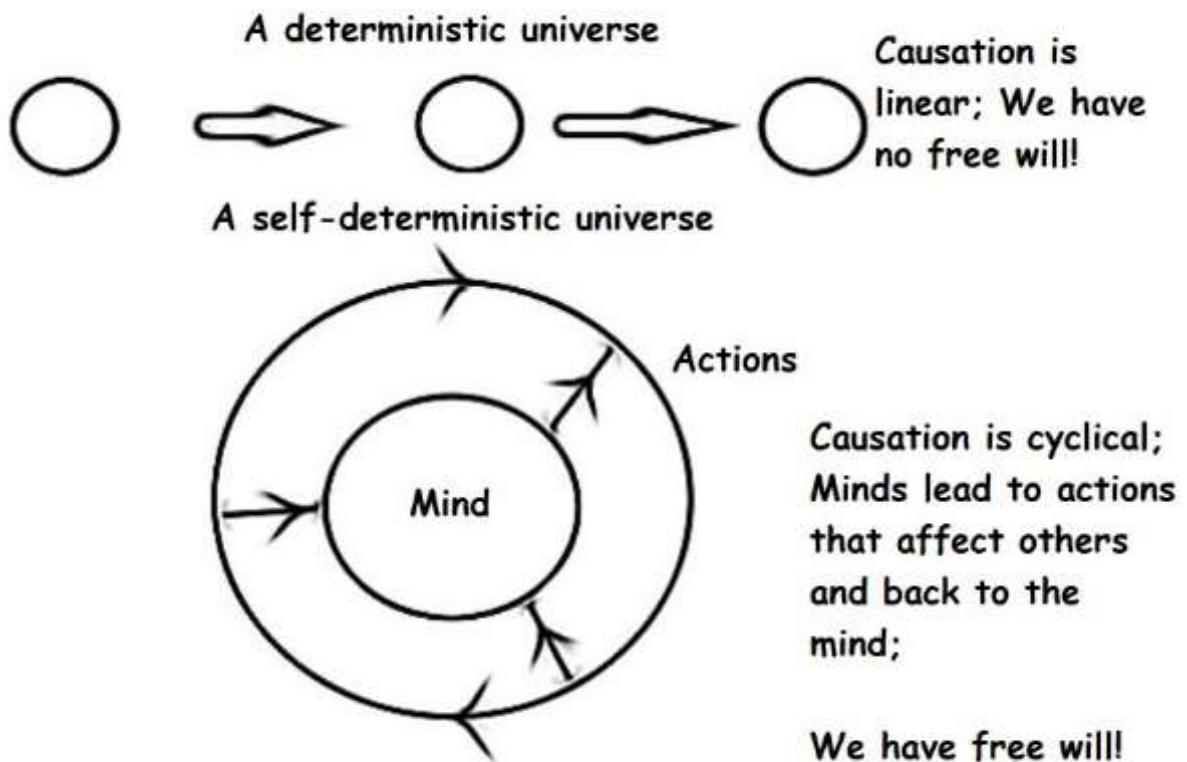 A deterministic universe
Causation is
linear; We have
no free will!
A self-deterministic universe
Actions
Mind
Causation is cyclical;
Minds lead to actions
that affect others
and back to the
mind;
We have free will!